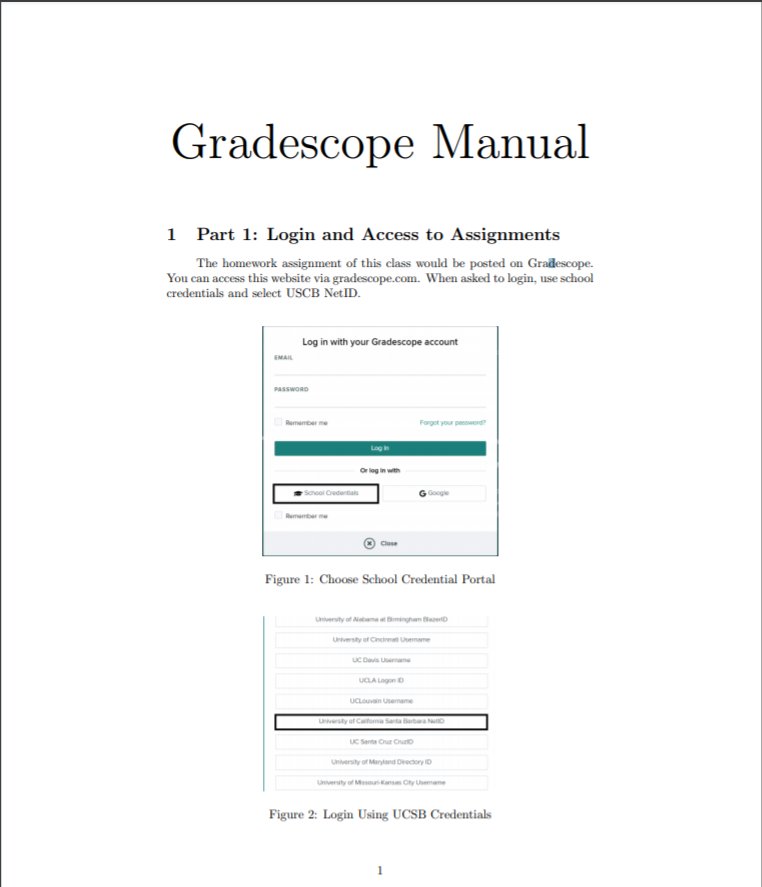 Gradescope Manual
1 Part 1: Login and Access to Assignments
The homework assignment of this class would be posted on Gradescope.
You can access this website via gradescope.com. When asked to login, use school
credentials and select USCB NetID.
Log in with your Gradescope account
EMAIL
PASSWORD
Remember me Forgot your password?
Log In
Or log in with
School Credentials Google
Remember me
Close
Figure 1: Choose School Credential Portal
University of Alabama at Birmingham BlazerID
University of Cincinnati Username
UC Davis Username
UCLA Logon ID
UCLouvain Username
University of California Santa Barbara NetID
UC Santa Cruz CruzID
University of Maryland Directory ID
University of Missouri-Kansas City Username
Figure 2: Login Using UCSB Credentials
1